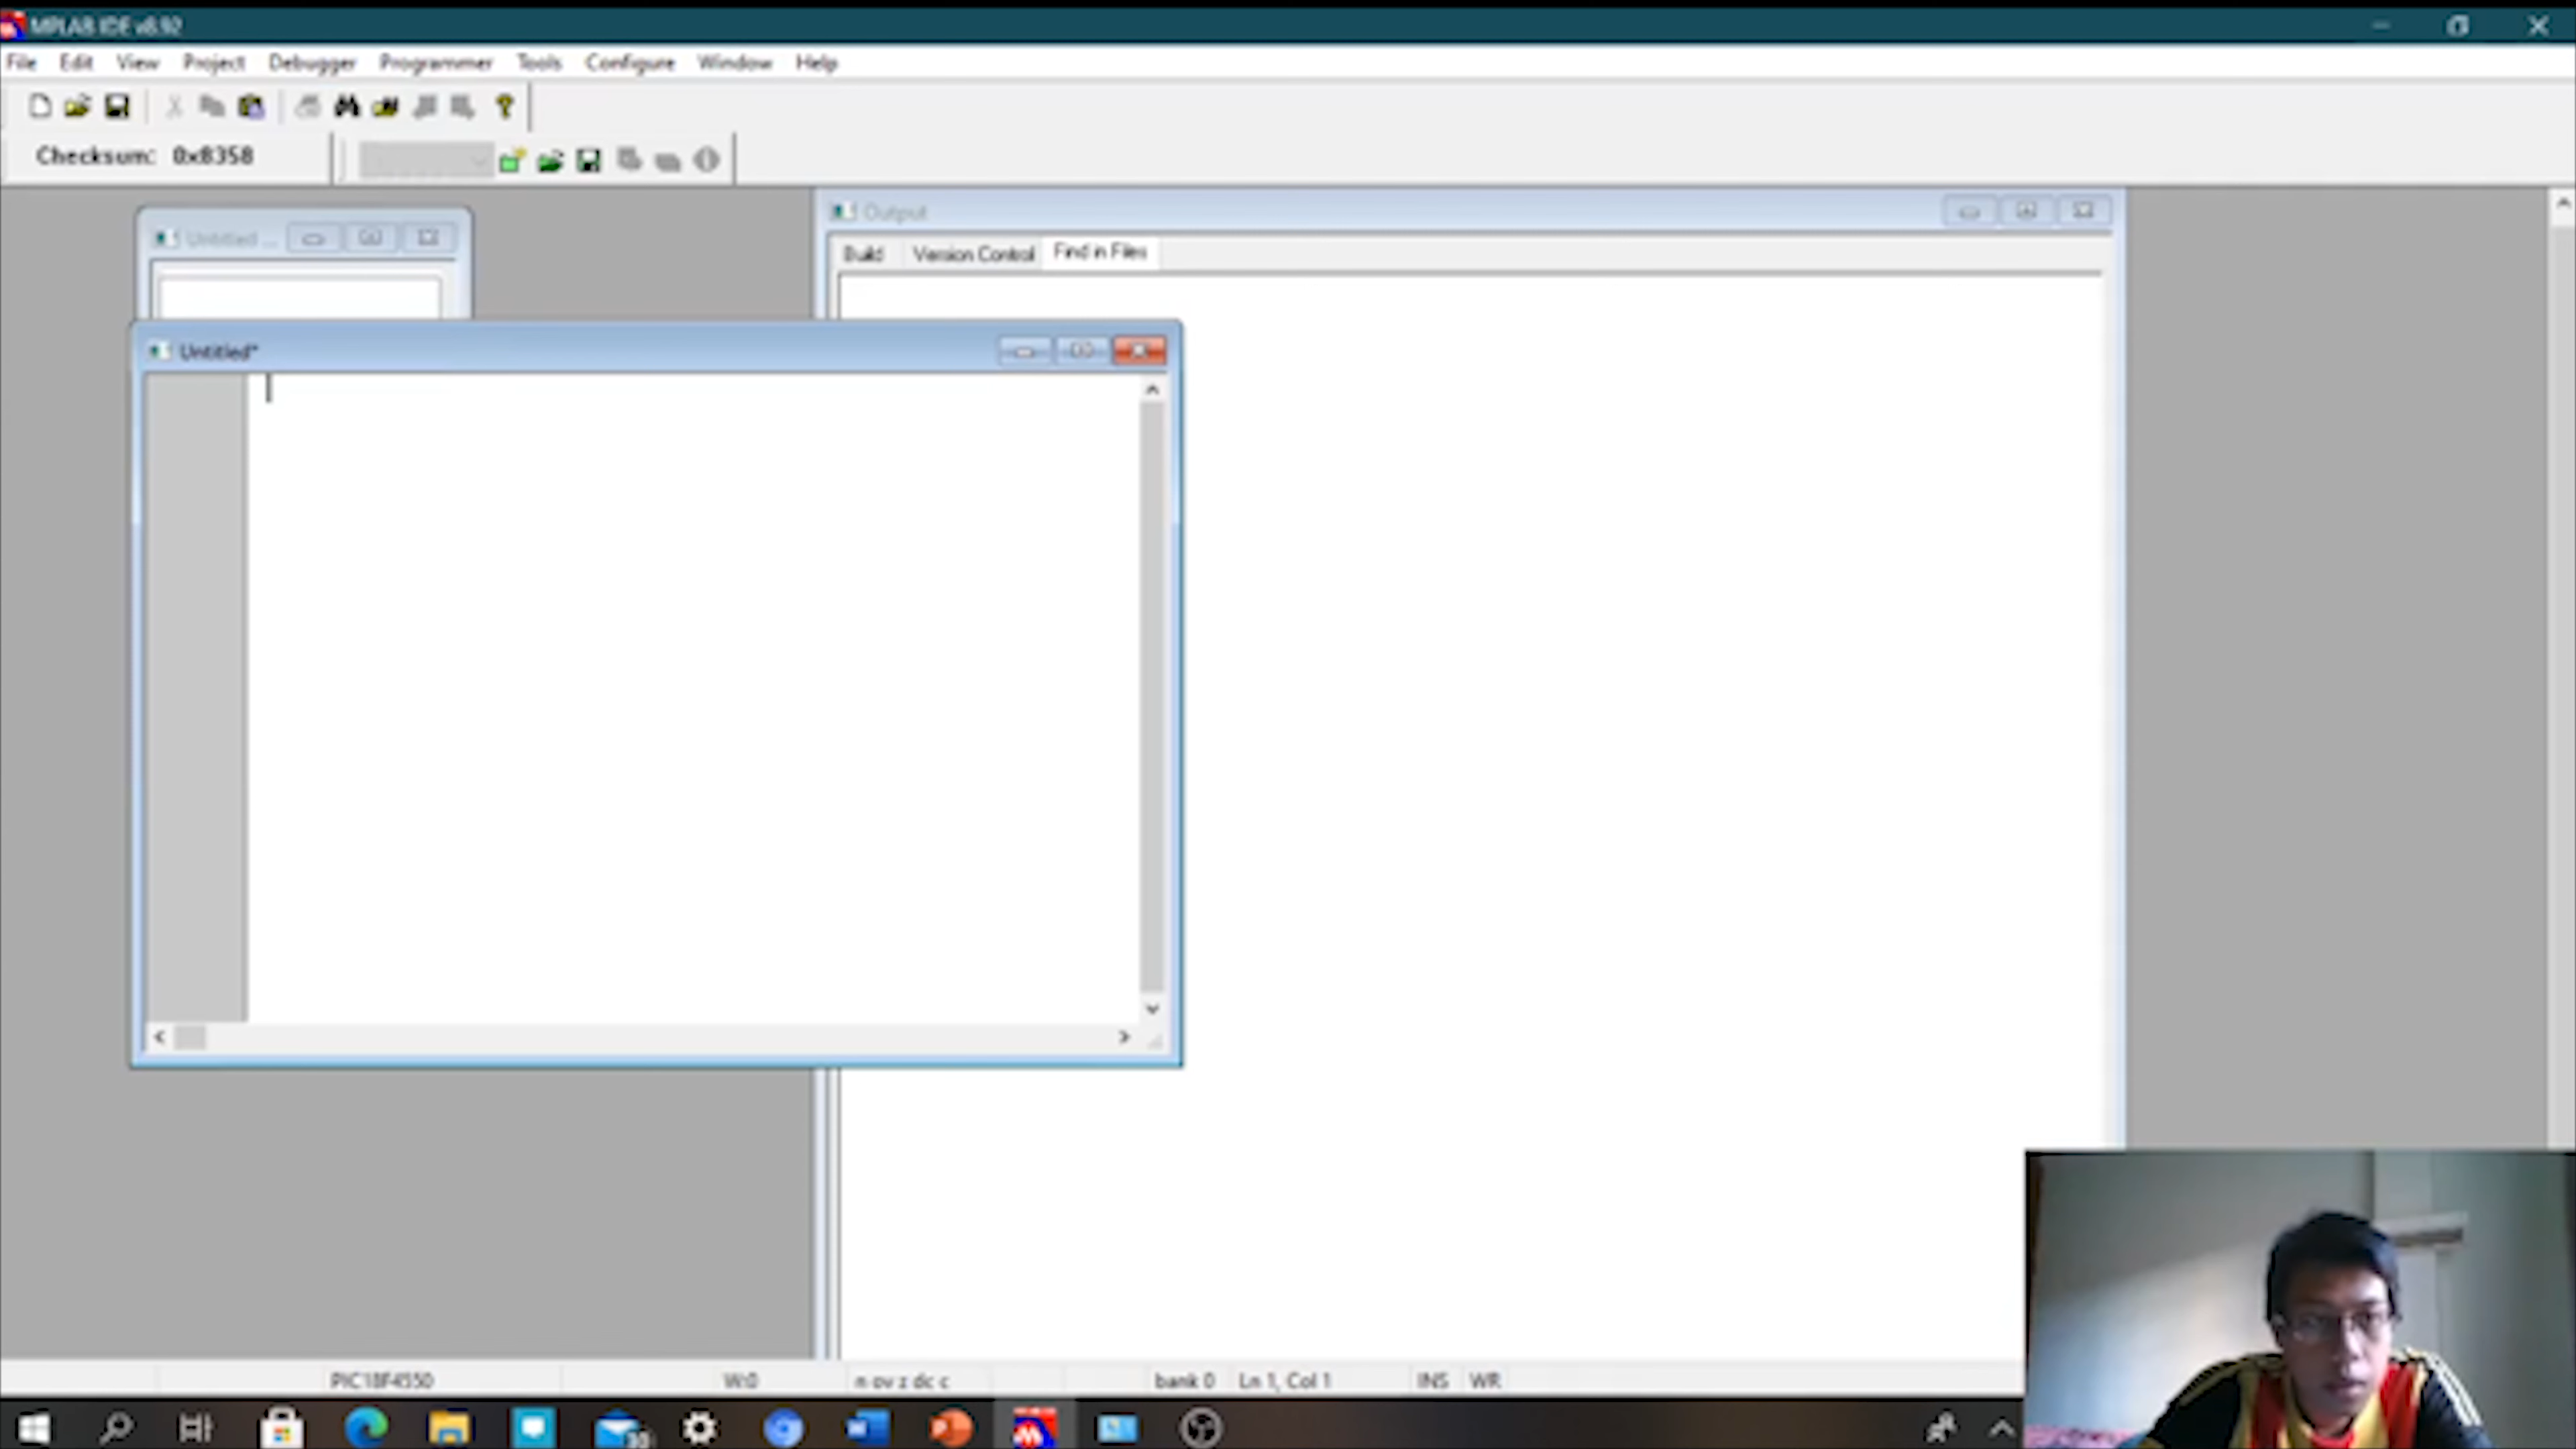 MPLAB IDE v8.92
File Edit View Project Debugger Programmer Tools Configure Window Help
Checksum: 0x8358
Untitled ...
Output
Build Version Control Find in Files
Untitled*
PIC18F4550 W:0 n ov z dc c bank 0 Ln 1, Col 1 INS WR